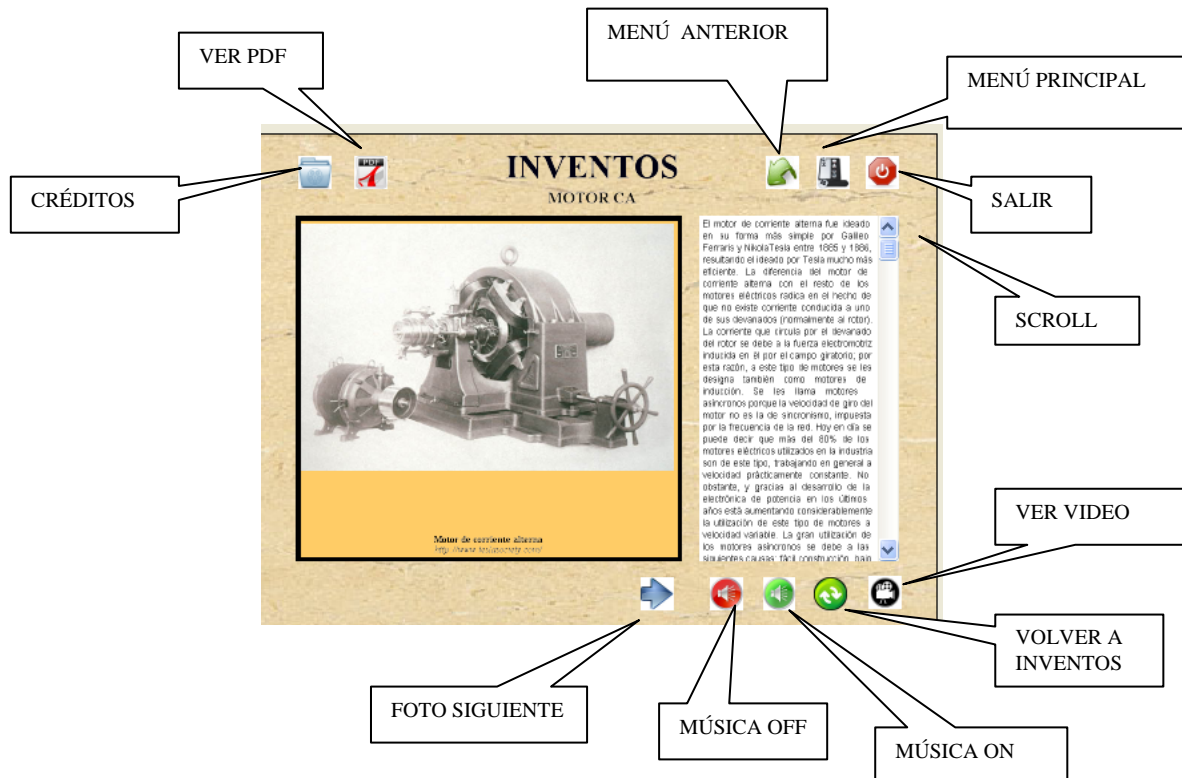 MENÚ ANTERIOR
VER PDF
MENÚ PRINCIPAL
CRÉDITOS
PDF
INVENTOS
MOTOR CA
SALIR
El motor de corriente alterna fue ideado
en su forma más simple por Galileo
Ferraris y NikolaTesla entre 1885 y 1886,
resultando el ideado por Tesla mucho más
eficiente. La diferencia del motor de
corriente alterna con el resto de los
motores eléctricos radica en el hecho de
que no existe corriente conducida a uno
de sus devanados (normalmente al rotor).
La corriente que circula por el devanado
del rotor se debe a la fuerza electromotriz
inducida en él por el campo giratorio; por
esta razón, a este tipo de motores se les
designa también como motores de
inducción. Se les llama motores
asíncronos porque la velocidad de giro del
motor no es la de sincronismo, impuesta
por la frecuencia de la red. Hoy en día se
puede decir que más del 80% de los
motores eléctricos utilizados en la industria
son de este tipo, trabajando en general a
velocidad prácticamente constante. No
obstante, y gracias al desarrollo de la
electrónica de potencia en los últimos
años está aumentando considerablemente
la utilización de este tipo de motores a
velocidad variable. La gran utilización de
los motores asíncronos se debe a las
siguientes causas: fácil construcción, bajo
SCROLL
Motor de corriente alterna
http://www.teslasociety.com/
VER VIDEO
VOLVER A
INVENTOS
FOTO SIGUIENTE
MÚSICA OFF
MÚSICA ON